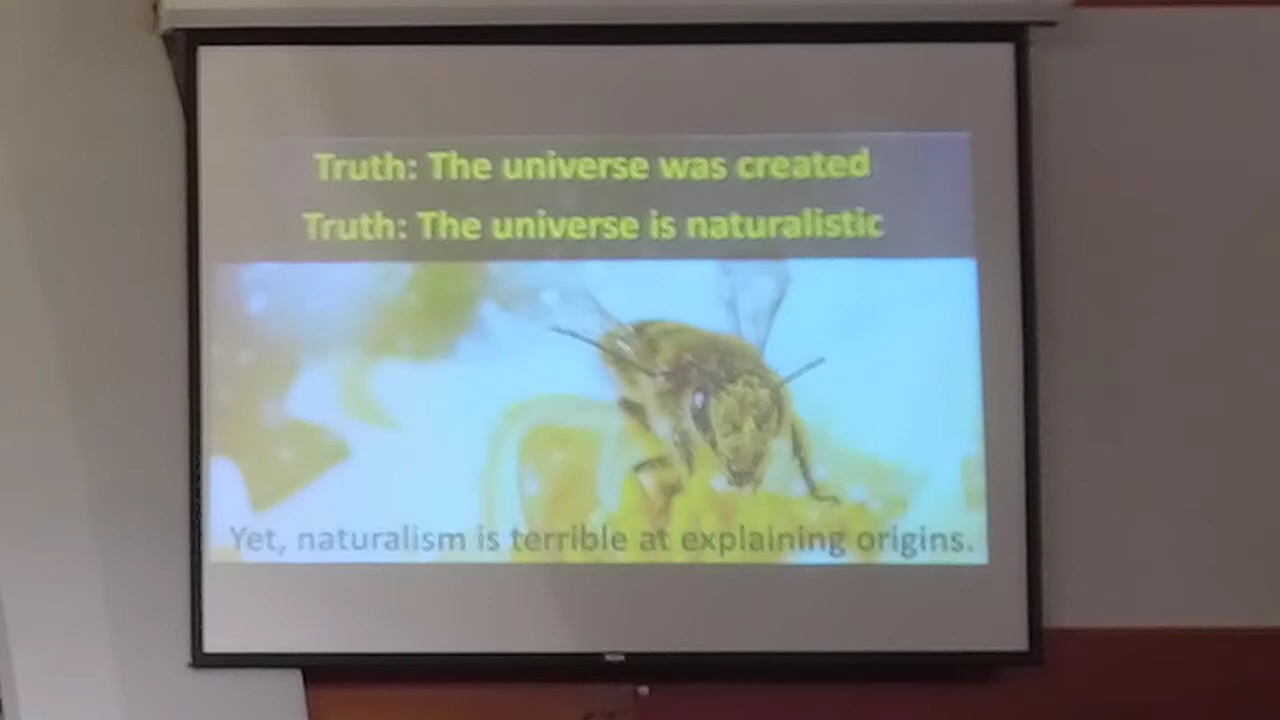 Truth: The universe was created
Truth: The universe is naturalistic
Yet, naturalism is terrible at explaining origins.